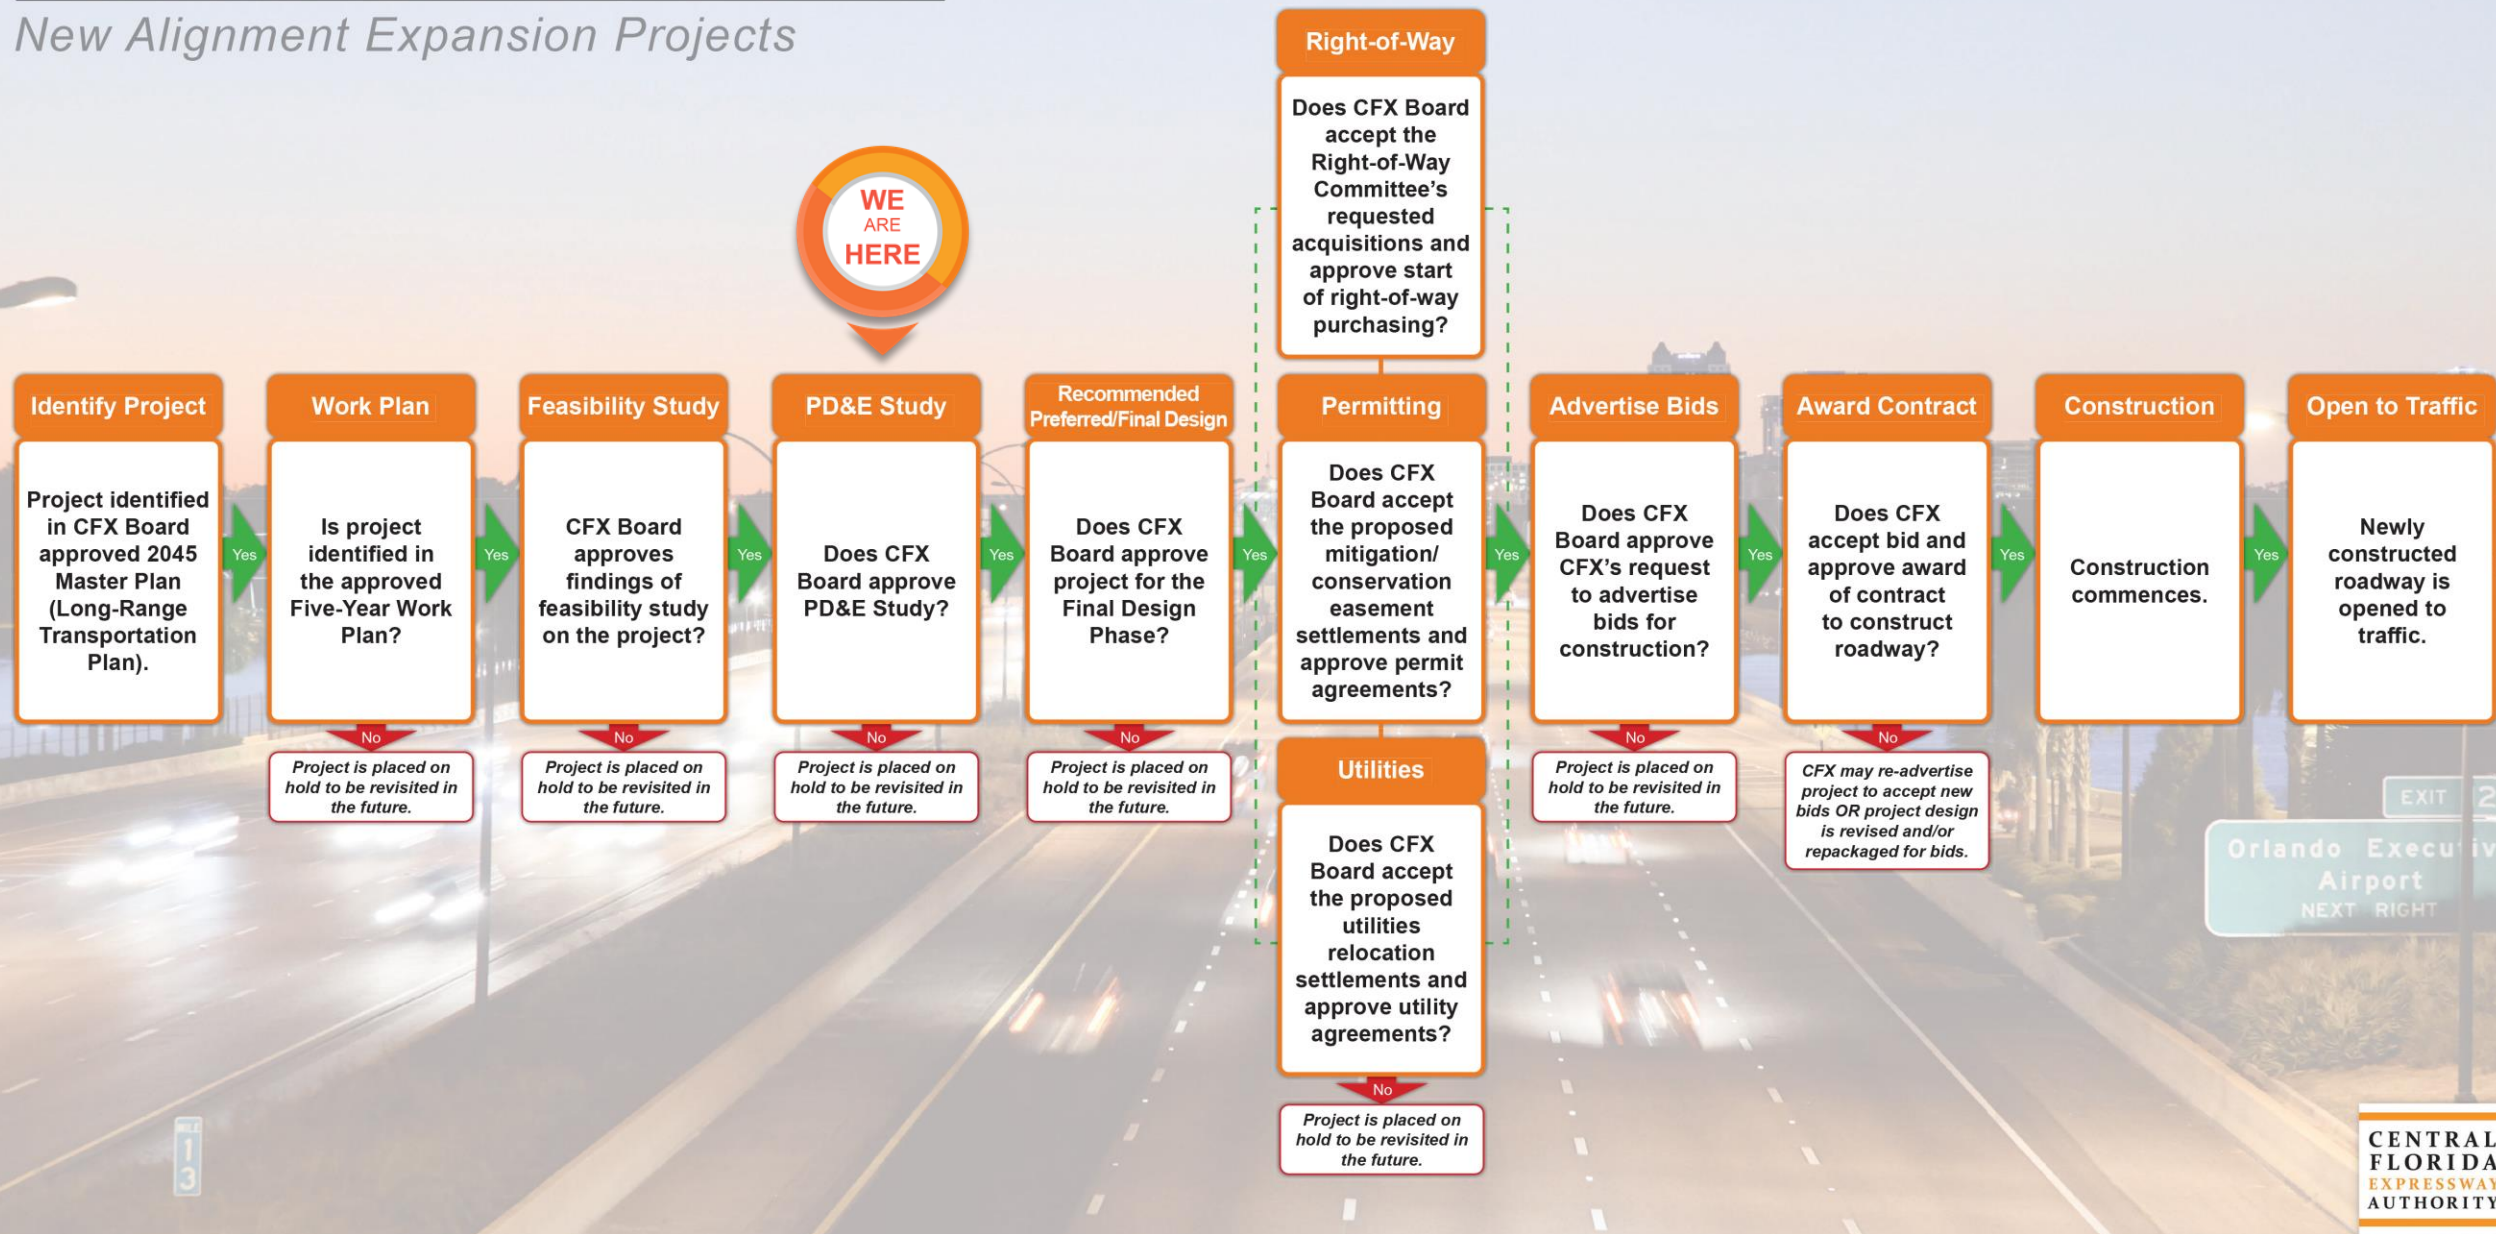 New Alignment Expansion Projects
Right-of-Way
Does CFX Board
accept the
Right-of-Way
Committee's
requested
acquisitions and
approve start
of right-of-way
purchasing?
WE
ARE
HERE
Identify Project
Project identified
in CFX Board
approved 2045
Master Plan
(Long-Range
Transportation
Plan).
Yes
Work Plan
Is project
identified in
the approved
Five-Year Work
Plan?
No
Project is placed on
hold to be revisited in
the future.
Yes
Feasibility Study
CFX Board
approves
findings of
feasibility study
on the project?
No
Project is placed on
hold to be revisited in
the future.
Yes
PD&E Study
Does CFX
Board approve
PD&E Study?
No
Project is placed on
hold to be revisited in
the future.
Yes
Recommended
Preferred/Final Design
Does CFX
Board approve
project for the
Final Design
Phase?
No
Project is placed on
hold to be revisited in
the future.
Yes
Permitting
Does CFX
Board accept
the proposed
mitigation/
conservation
easement
settlements and
approve permit
agreements?
Utilities
Does CFX
Board accept
the proposed
utilities
relocation
settlements and
approve utility
agreements?
No
Project is placed on
hold to be revisited in
the future.
Yes
Advertise Bids
Does CFX
Board approve
CFX's request
to advertise
bids for
construction?
No
Project is placed on
hold to be revisited in
the future.
Yes
Award Contract
Does CFX
accept bid and
approve award
of contract
to construct
roadway?
No
CFX may re-advertise
project to accept new
bids OR project design
is revised and/or
repackaged for bids.
Yes
Construction
Construction
commences.
Yes
Open to Traffic
Newly
constructed
roadway is
opened to
traffic.
EXIT 2
Orlando Executiv
Airport
NEXT RIGHT
MILE
1
3
CENTRAL
FLORIDA
EXPRESSWAY
AUTHORITY